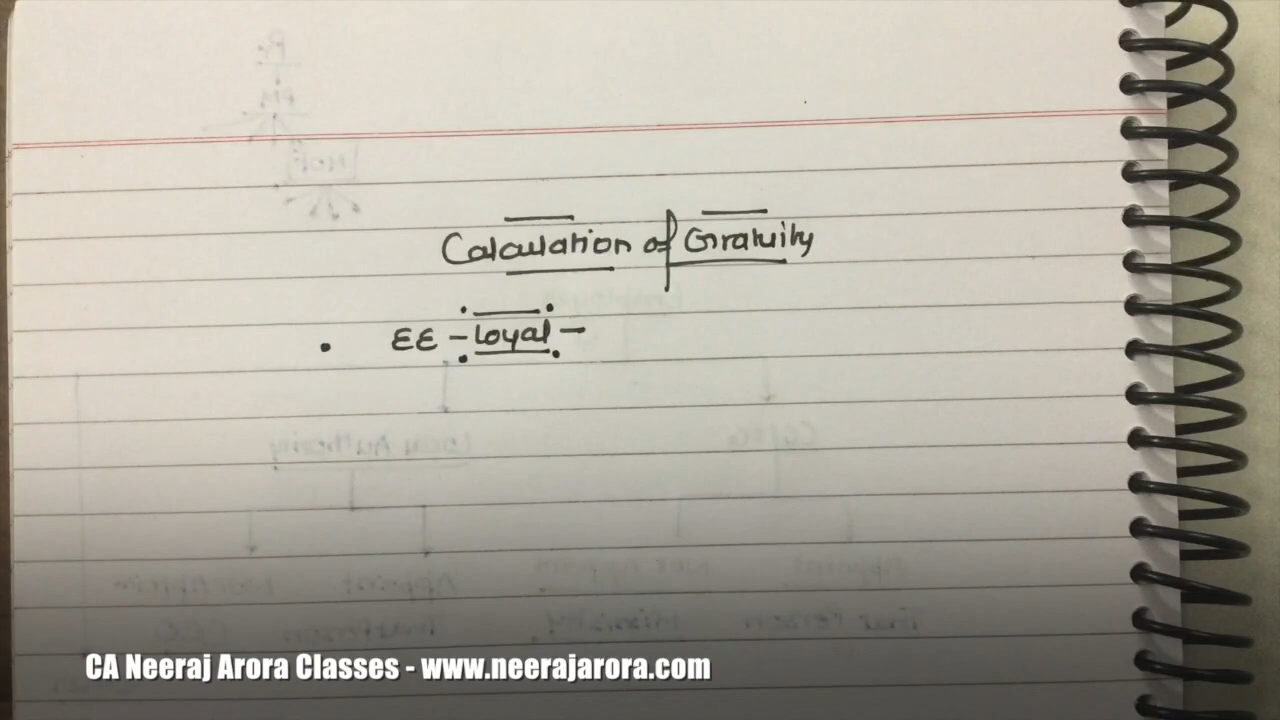 Calculation of Gratuity
• EE - Loyal -
CA Neeraj Arora Classes - www.neerajarora.com